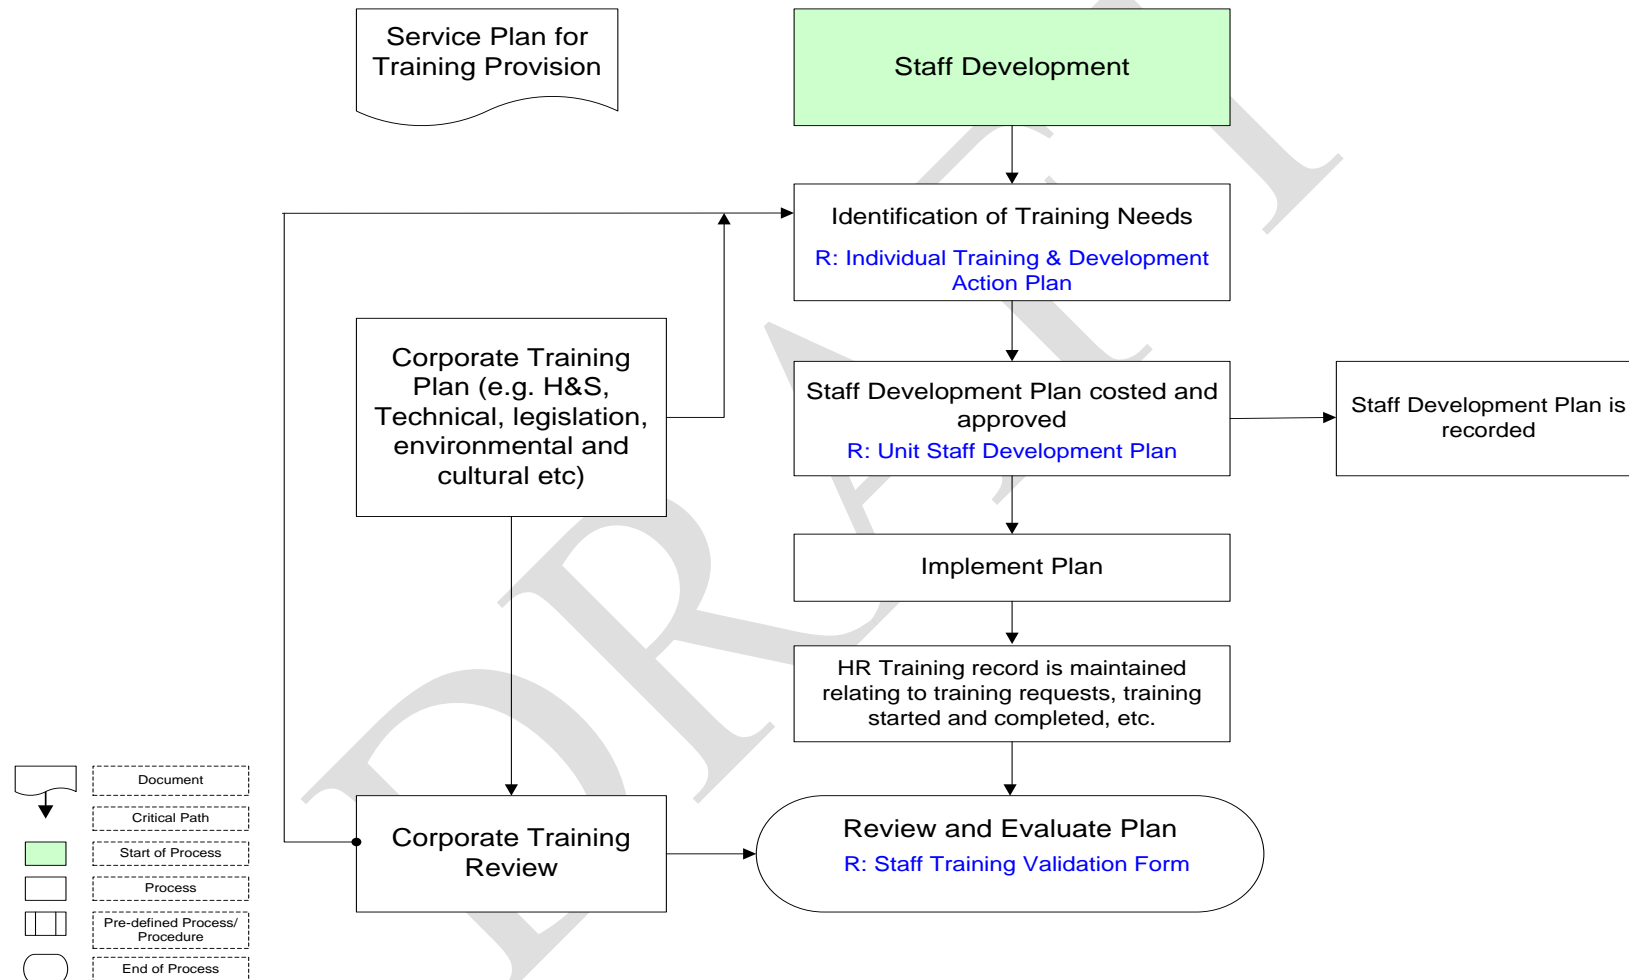 Service Plan for
Training Provision
Staff Development
Identification of Training Needs
R: Individual Training & Development
Action Plan
Corporate Training
Plan (e.g. H&S,
Technical, legislation,
environmental and
cultural etc)
Staff Development Plan costed and
approved
R: Unit Staff Development Plan
Staff Development Plan is
recorded
Implement Plan
HR Training record is maintained
relating to training requests, training
started and completed, etc.
Corporate Training
Review
Review and Evaluate Plan
R: Staff Training Validation Form
Document
Critical Path
Start of Process
Process
Pre-defined Process/
Procedure
End of Process
DRAFT